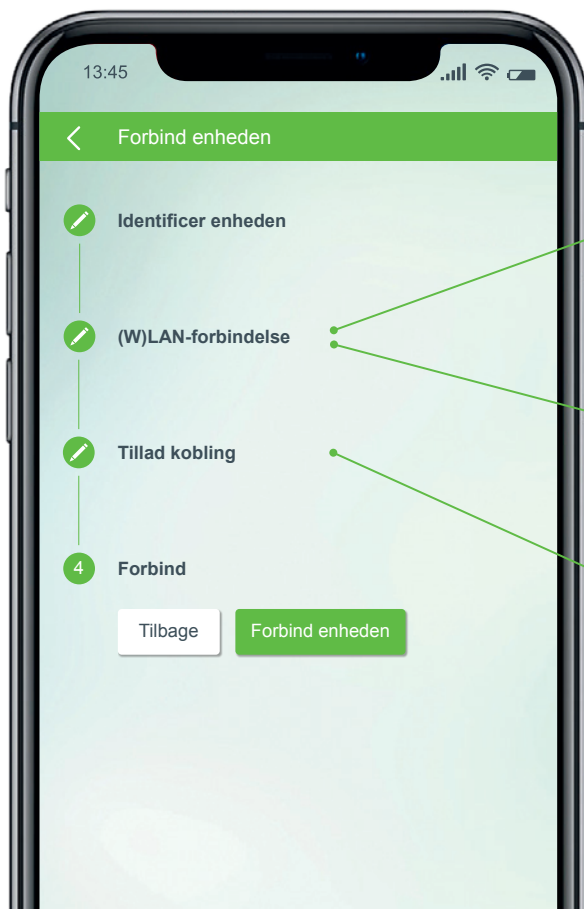 13:45
Forbind enheden
Identificer enheden
(W)LAN-forbindelse
Tillad kobling
4 Forbind
Tilbage Forbind enheden